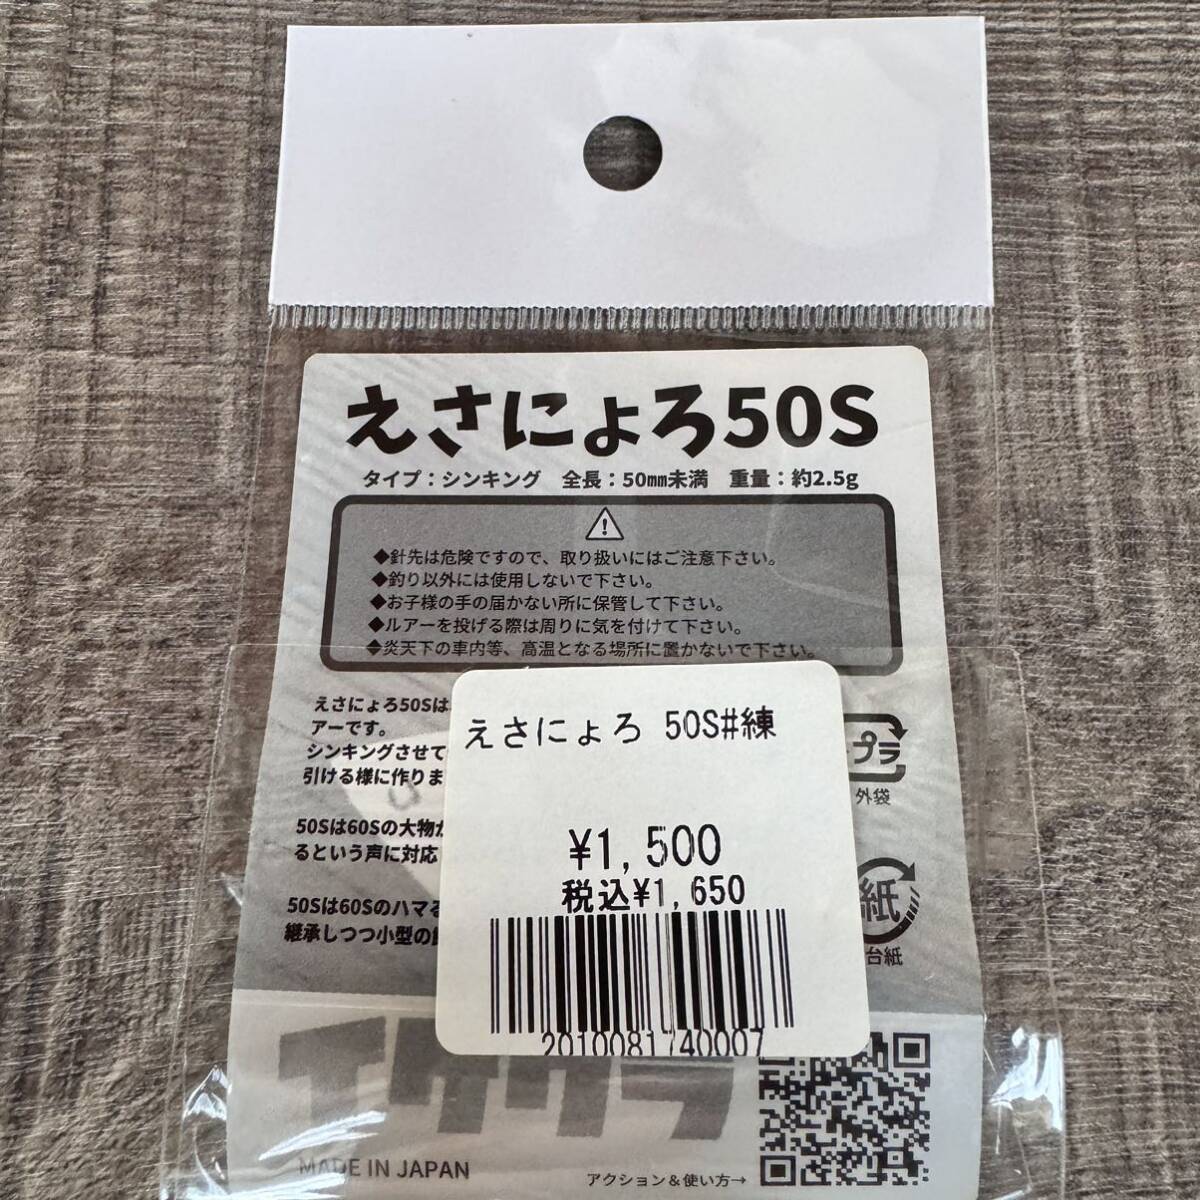 えさにょろ50S
タイプ：シンキング 全長：50mm未満 重量：約2.5g
◆針先は危険ですので、取り扱いにはご注意下さい。
◆釣り以外には使用しないで下さい。
◆お子様の手の届かない所に保管して下さい。
◆ルアーを投げる際は周りに気を付けて下さい。
◆炎天下の車内等、高温となる場所に置かないで下さい。
えさにょろ50Sは
アーです。
シンキングさせて
引ける様に作りま
50Sは60Sの大物か
るという声に対応
50Sは60Sのハマる
継承しつつ小型の
えさにょろ 50S#練
¥1,500
税込¥1,650
2010081740007
プラ
外袋
紙
台紙
イケクラ
MADE IN JAPAN
アクション＆使い方→